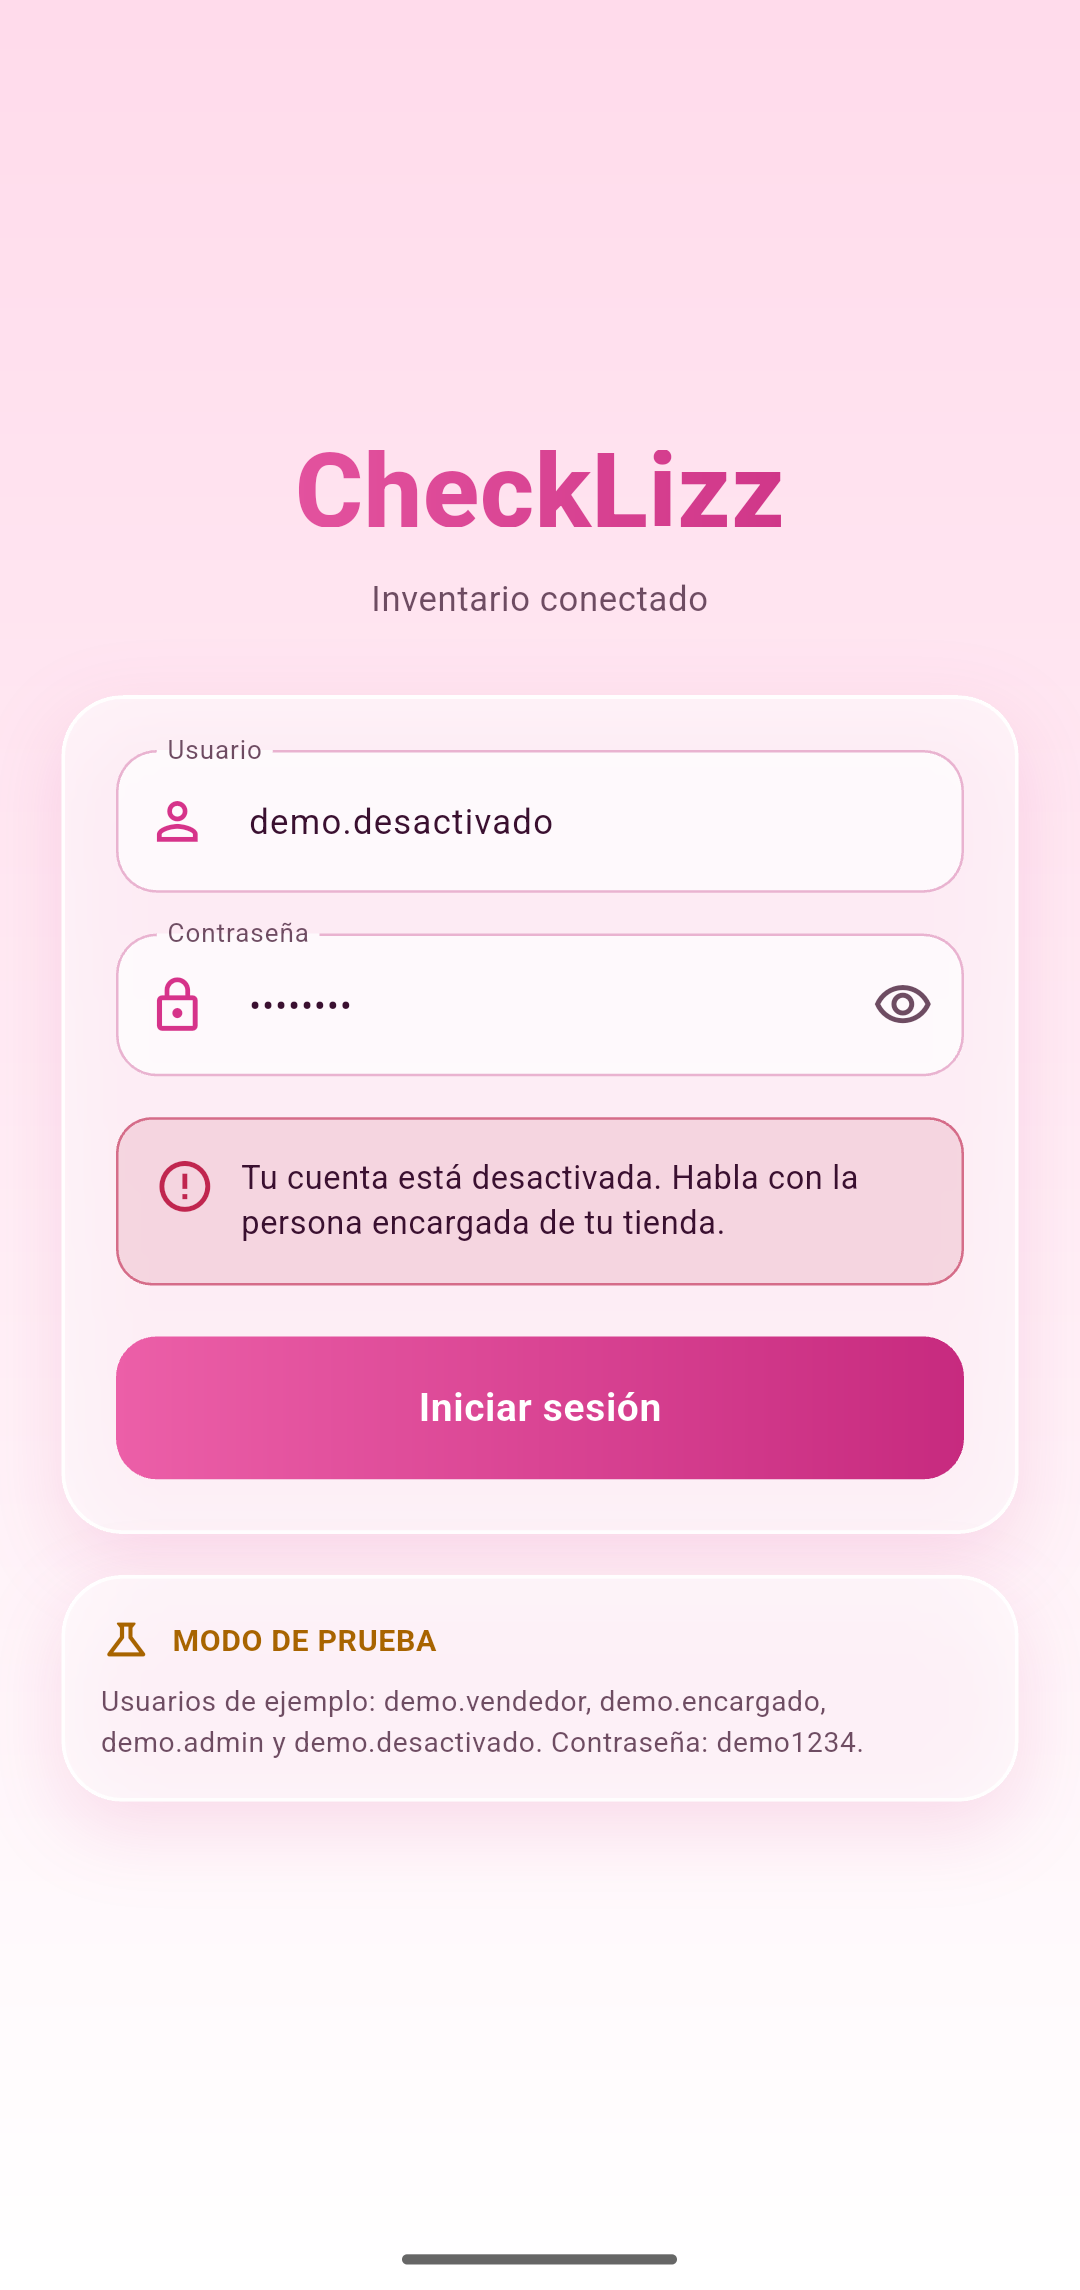 CheckLizz
Inventario conectado
Usuario
demo.desactivado
Contraseña
••••••••
Tu cuenta está desactivada. Habla con la
persona encargada de tu tienda.
Iniciar sesión
MODO DE PRUEBA
Usuarios de ejemplo: demo.vendedor, demo.encargado,
demo.admin y demo.desactivado. Contraseña: demo1234.